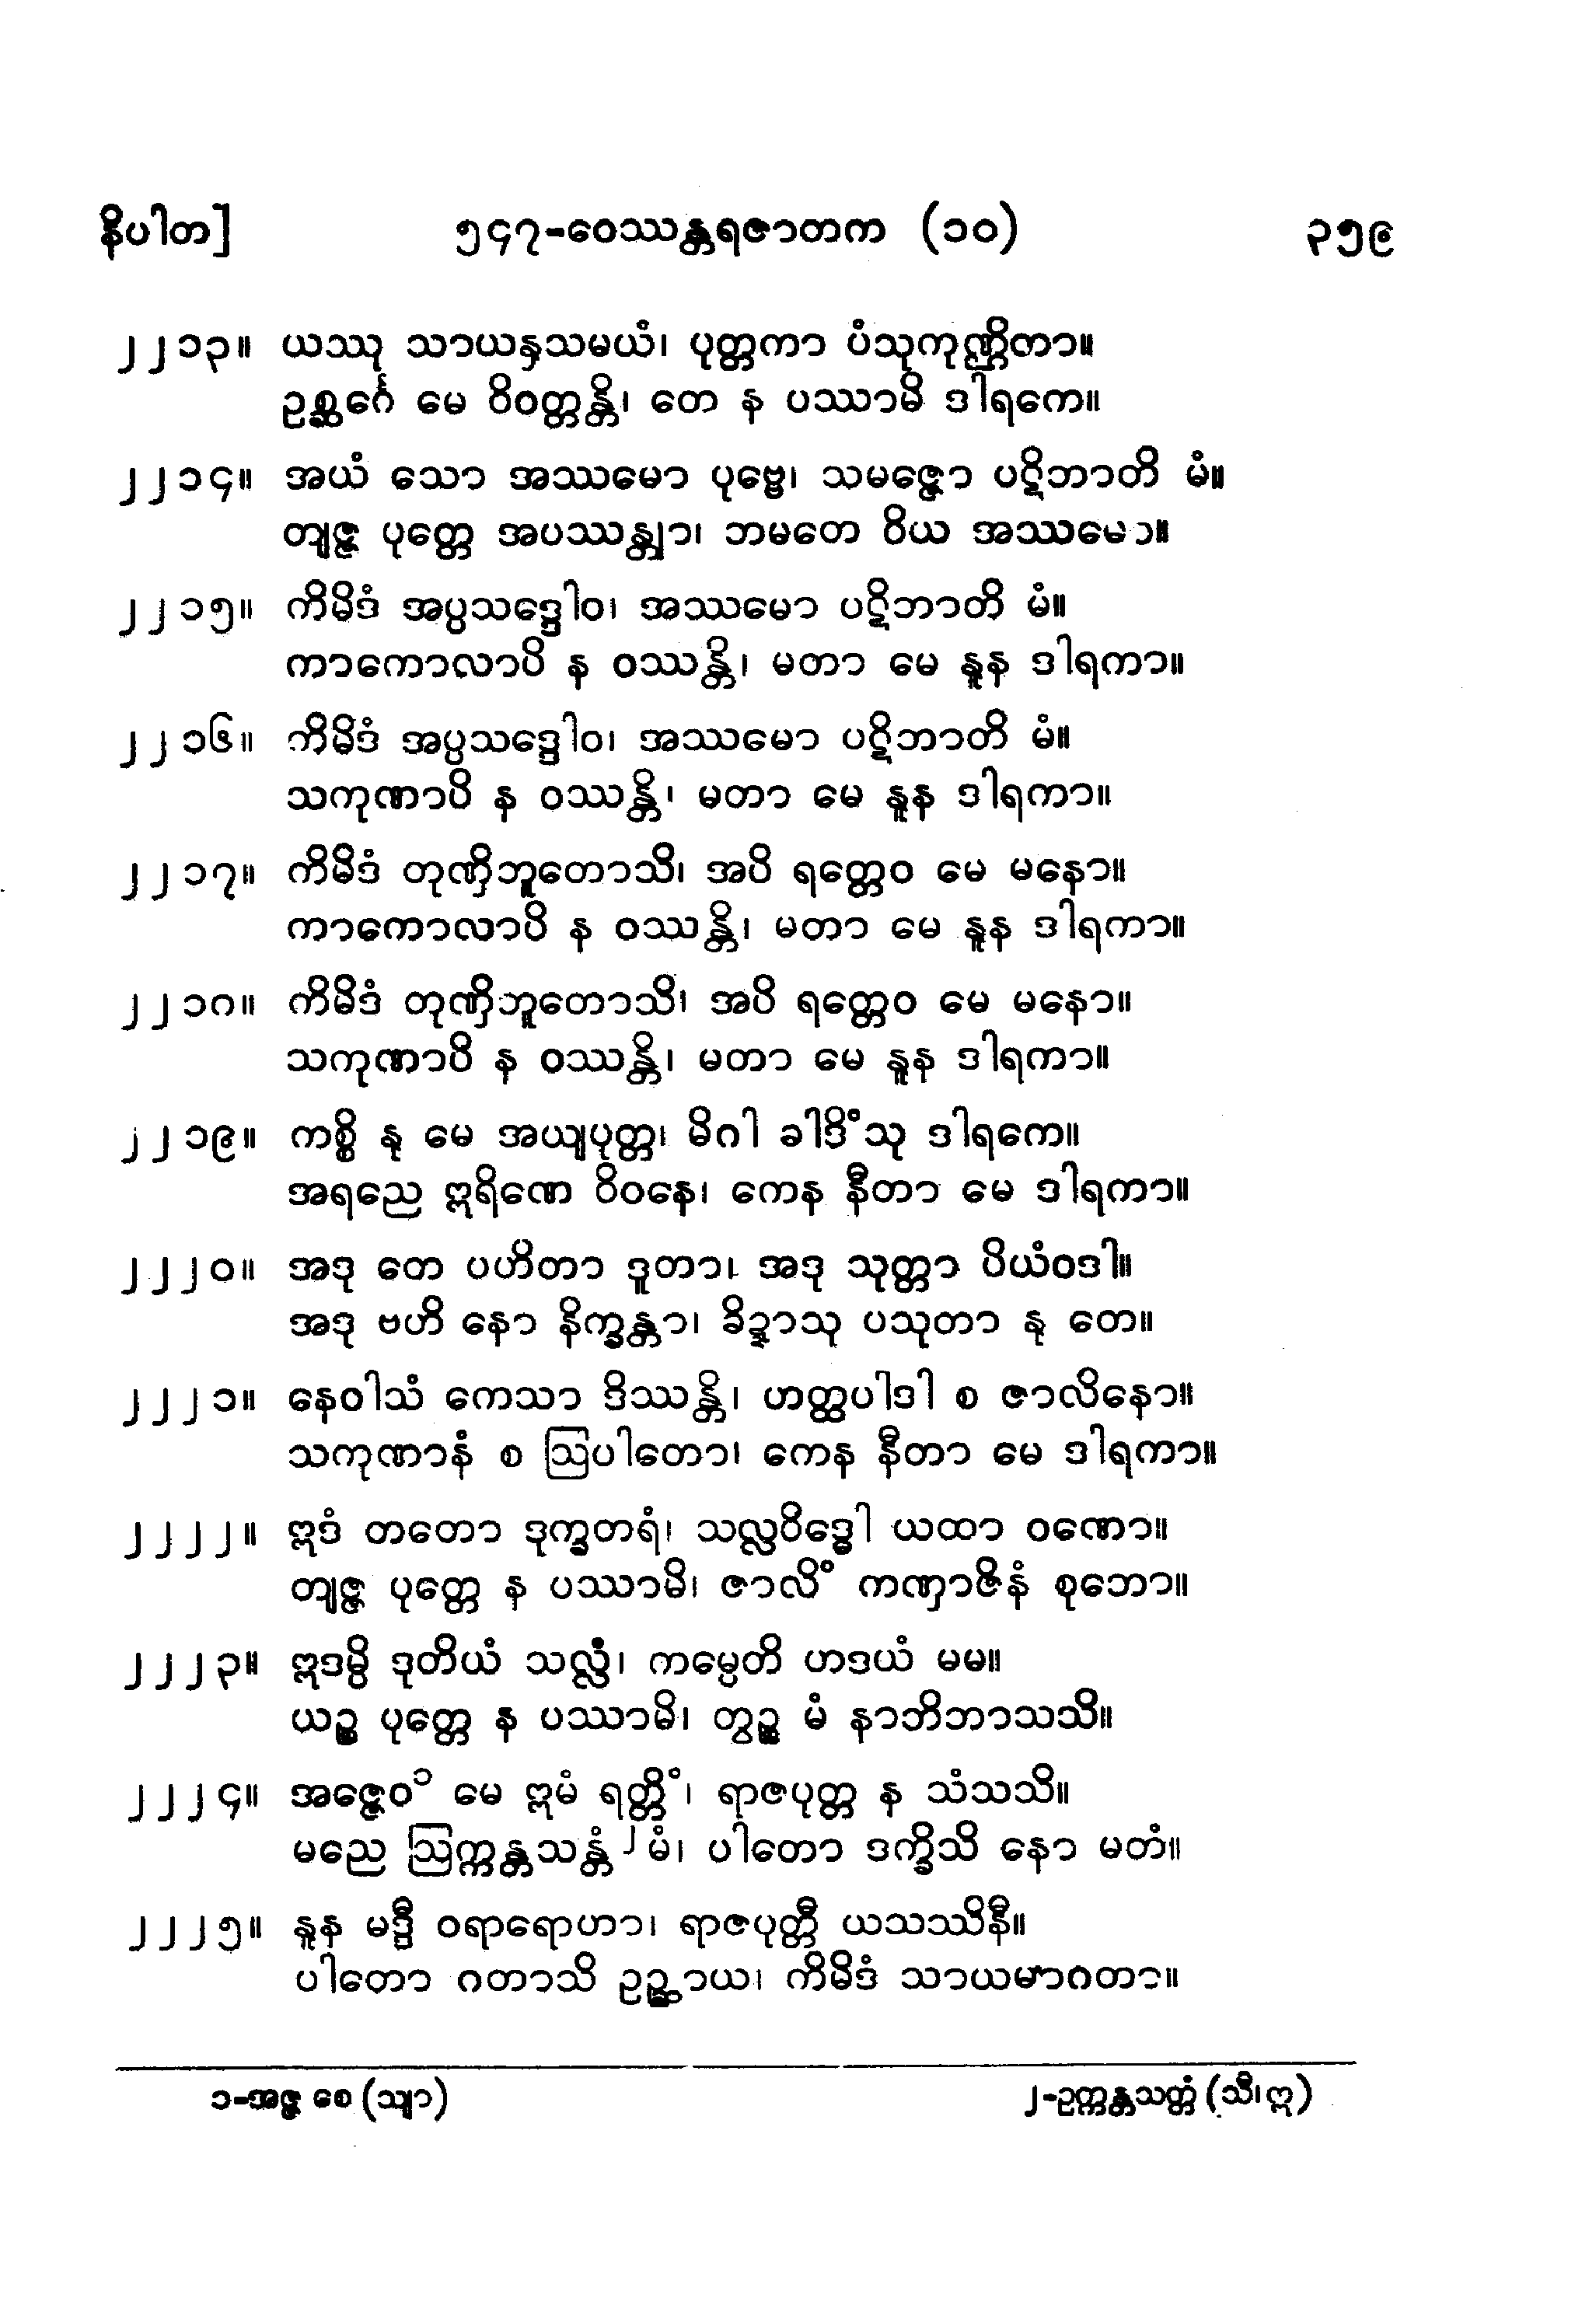 နိပါတ] ၅၄၇-ဝေဿန္တရဇာတက (၁၀) ၃၅၉
၂၂၁၃။ ယဿု သာယနှသမယံ၊ ပုတ္တကာ ပံသုကုဏ္ဌိတာ။
ဥစ္ဆင်္ဂေ မေ ဝိဝတ္တန္တိ၊ တေ န ပဿာမိ ဒါရကေ။
၂၂၁၄။ အယံ သော အဿမော ပုဗ္ဗေ၊ သမဇ္ဇော ပဋိဘာတိ မံ။
တျဇ္ဇ ပုတ္တေ အပဿန္တျာ၊ ဘမတေ ဝိယ အဿမော။
၂၂၁၅။ ကိမိဒံ အပ္ပသဒ္ဒေါဝ၊ အဿမော ပဋိဘာတိ မံ။
ကာကောလာပိ န ဝဿန္တိ၊ မတာ မေ နူန ဒါရကာ။
၂၂၁၆။ ကိမိဒံ အပ္ပသဒ္ဒေါဝ၊ အဿမော ပဋိဘာတိ မံ။
သကုဏာပိ န ဝဿန္တိ၊ မတာ မေ နူန ဒါရကာ။
၂၂၁၇။ ကိမိဒံ တုဏှိဘူတောသိ၊ အပိ ရတ္တေဝ မေ မနော။
ကာကောလာပိ န ဝဿန္တိ၊ မတာ မေ နူန ဒါရကာ။
၂၂၁၈။ ကိမိဒံ တုဏှိဘူတောသိ၊ အပိ ရတ္တေဝ မေ မနော။
သကုဏာပိ န ဝဿန္တိ၊ မတာ မေ နူန ဒါရကာ။
၂၂၁၉။ ကစ္စိ နု မေ အယျပုတ္တ၊ မိဂါ ခါဒိံသု ဒါရကေ။
အရညေ ဣရိဏေ ဝိဝနေ၊ ကေန နီတာ မေ ဒါရကာ။
၂၂၂၀။ အဒု တေ ပဟိတာ ဒူတာ၊ အဒု သုတ္တာ ပိယံဝဒါ။
အဒု ဗဟိ နော နိက္ခန္တာ၊ ခိဍ္ဍာသု ပသုတာ နု တေ။
၂၂၂၁။ နေဝါသံ ကေသာ ဒိဿန္တိ၊ ဟတ္ထပါဒါ စ ဇာလိနော။
သကုဏာနံ စ ဩပါတော၊ ကေန နီတာ မေ ဒါရကာ။
၂၂၂၂။ ဣဒံ တတော ဒုက္ခတရံ၊ သလ္လဝိဒ္ဓေါ ယထာ ဝဏော။
တျဇ္ဇ ပုတ္တေ န ပဿာမိ၊ ဇာလိံ ကဏှာဇိနံ စုဘော။
၂၂၂၃။ ဣဒမ္ပိ ဒုတိယံ သလ္လံ၊ ကမ္ပေတိ ဟဒယံ မမ။
ယဉ္စ ပုတ္တေ န ပဿာမိ၊ တွဉ္စ မံ နာဘိဘာသသိ။
၂၂၂၄။ အဇ္ဇေဝ၁ မေ ဣမံ ရတ္တိံ၊ ရာဇပုတ္တ န သံသသိ။
မညေ ဩက္ကန္တသန္တံ၂ မံ၊ ပါတော ဒက္ခိသိ နော မတံ။
၂၂၂၅။ နူန မဒ္ဒီ ဝရာရောဟာ၊ ရာဇပုတ္တီ ယသဿိနီ။
ပါတော ဂတာသိ ဥဉ္ဆာယ၊ ကိမိဒံ သာယမာဂတာ။
၁-အဇ္ဇ စေ (သျာ) ၂-ဥက္ကန္တသတ္တံ (သီ၊ဣ)